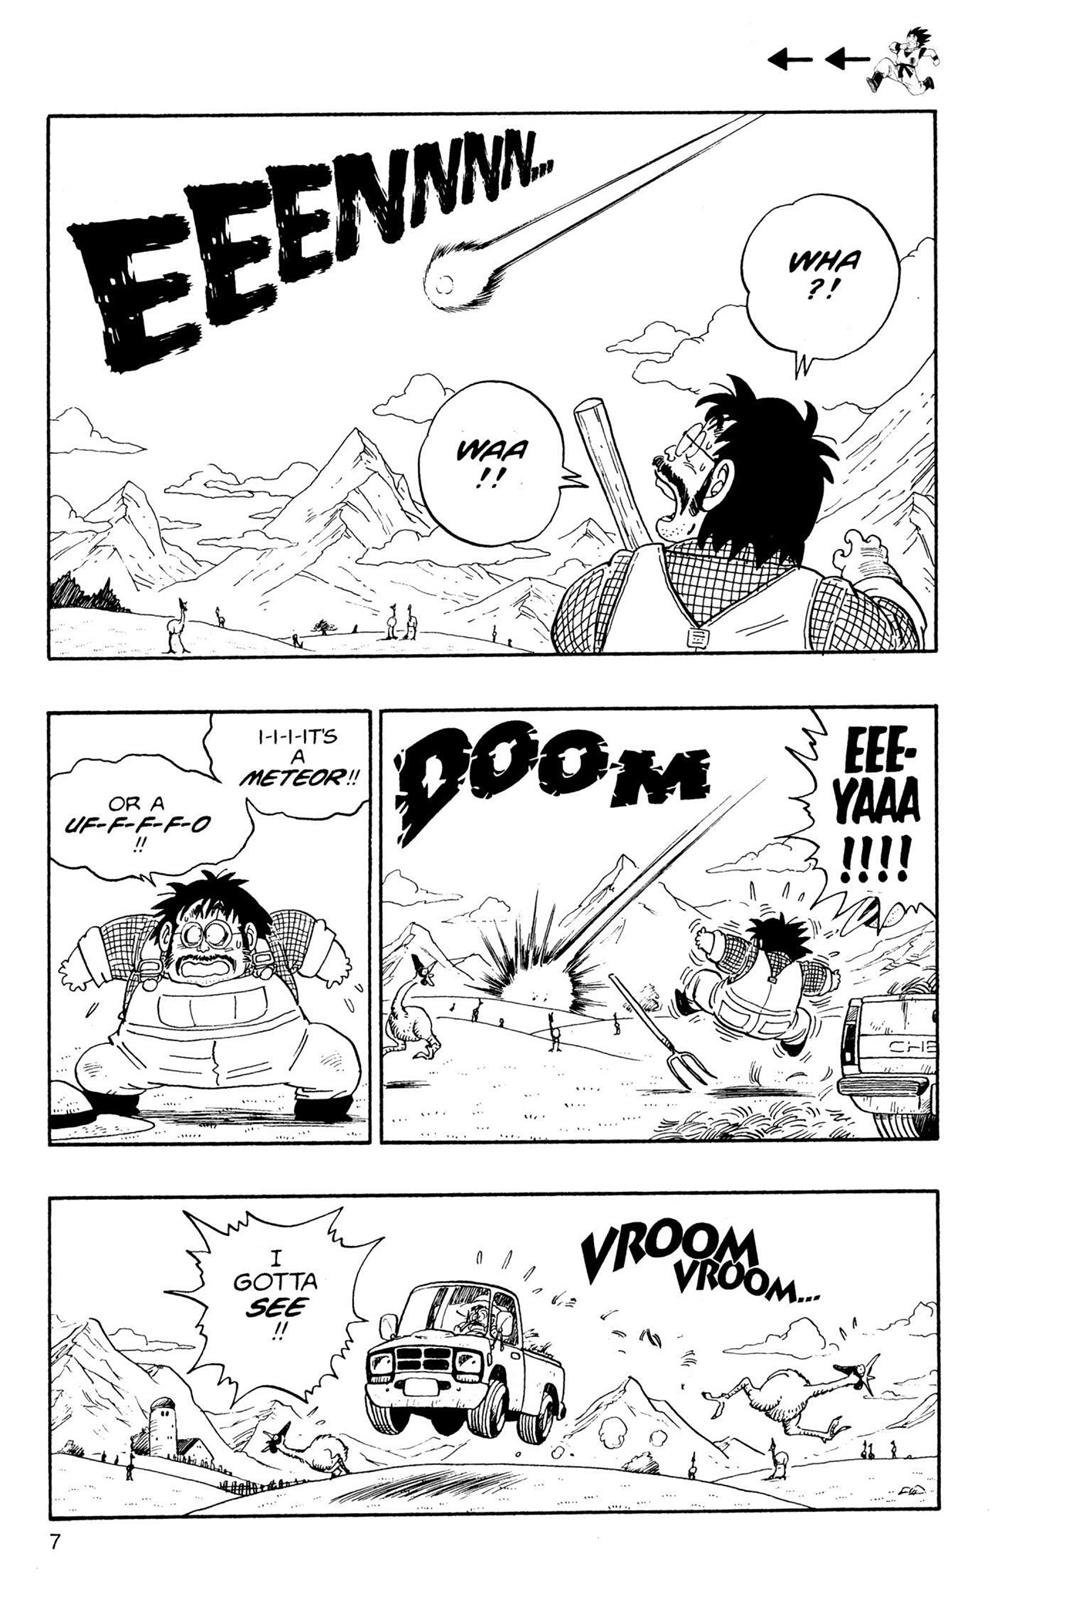 EEENNNN...
WHA
?!
WAA
!!
EEE-
YAAA
!!!!
DOOM
CHE
I-I-I-IT'S
A
METEOR!!
OR A
UF-F-F-F-O
!!
VROOM
VROOM...
I
GOTTA
SEE
!!
7